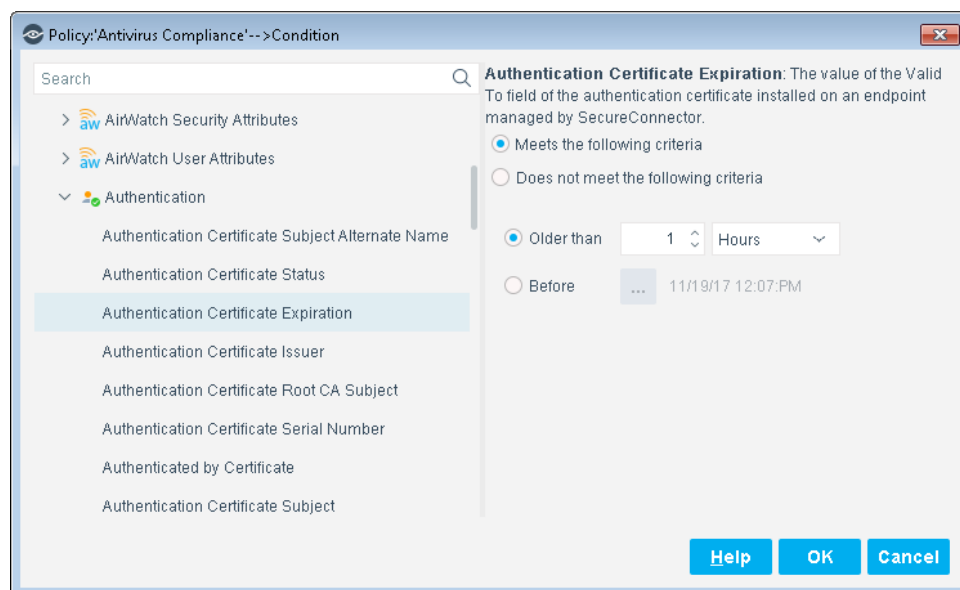 Policy:'Antivirus Compliance'-->Condition
Search
aw AirWatch Security Attributes
aw AirWatch User Attributes
Authentication
Authentication Certificate Subject Alternate Name
Authentication Certificate Status
Authentication Certificate Expiration
Authentication Certificate Issuer
Authentication Certificate Root CA Subject
Authentication Certificate Serial Number
Authenticated by Certificate
Authentication Certificate Subject
Authentication Certificate Expiration: The value of the Valid
To field of the authentication certificate installed on an endpoint
managed by SecureConnector.
Meets the following criteria
Does not meet the following criteria
Older than 1 Hours
Before ... 11/19/17 12:07:PM
Help OK Cancel